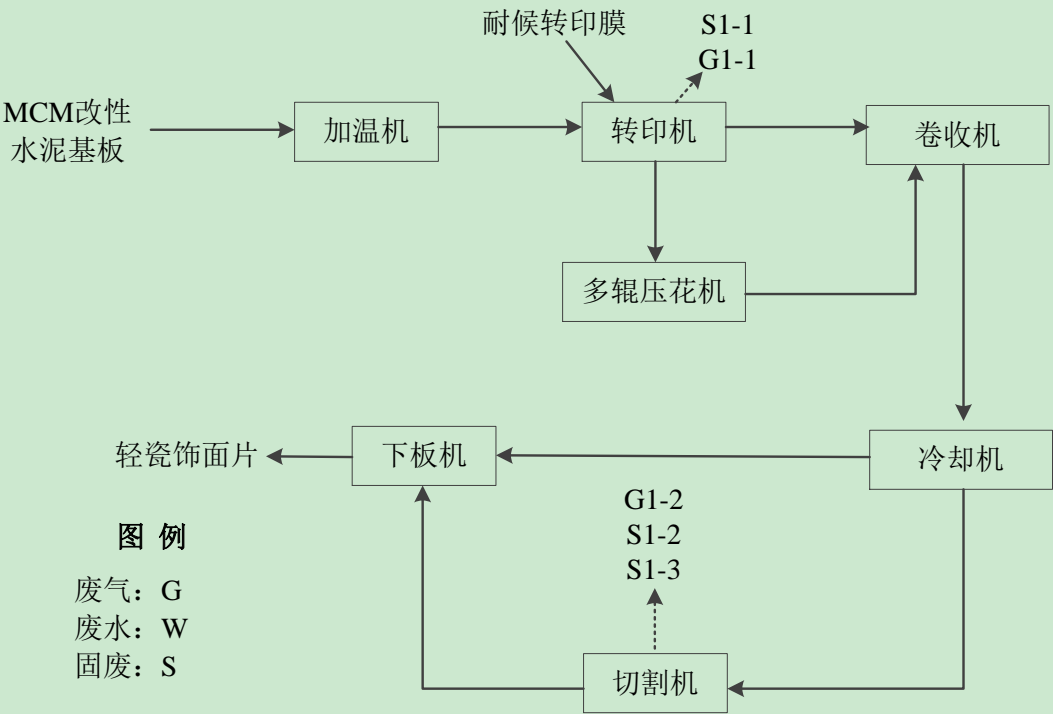 耐候转印膜
S1-1
G1-1
MCM改性
水泥基板
加温机
转印机
卷收机
多辊压花机
轻瓷饰面片
下板机
冷却机
G1-2
S1-2
S1-3
图 例
废气：G
废水：W
固废：S
切割机